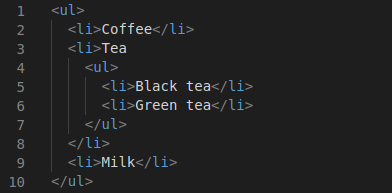 1 <ul>
2   <li>Coffee</li>
3   <li>Tea
4     <ul>
5       <li>Black tea</li>
6       <li>Green tea</li>
7     </ul>
8   </li>
9   <li>Milk</li>
10 </ul>